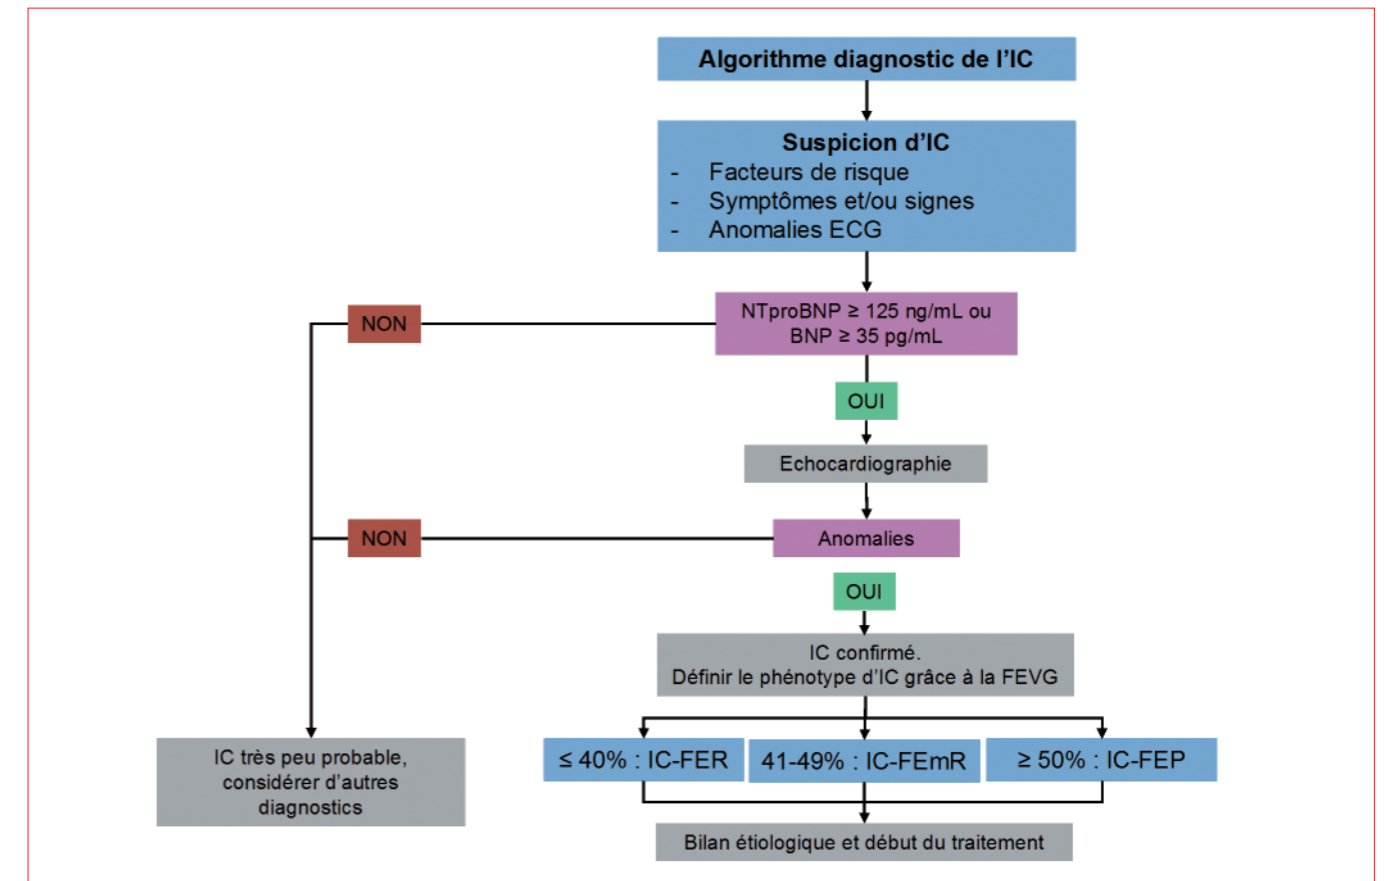 Algorithme diagnostic de l’IC
Suspicion d’IC
- Facteurs de risque
- Symptômes et/ou signes
- Anomalies ECG
NON
NTproBNP ≥ 125 ng/mL ou
BNP ≥ 35 pg/mL
OUI
Echocardiographie
NON
Anomalies
OUI
IC confirmé.
Définir le phénotype d’IC grâce à la FEVG
IC très peu probable,
considérer d’autres
diagnostics
≤ 40% : IC-FER
41-49% : IC-FEmR
≥ 50% : IC-FEP
Bilan étiologique et début du traitement